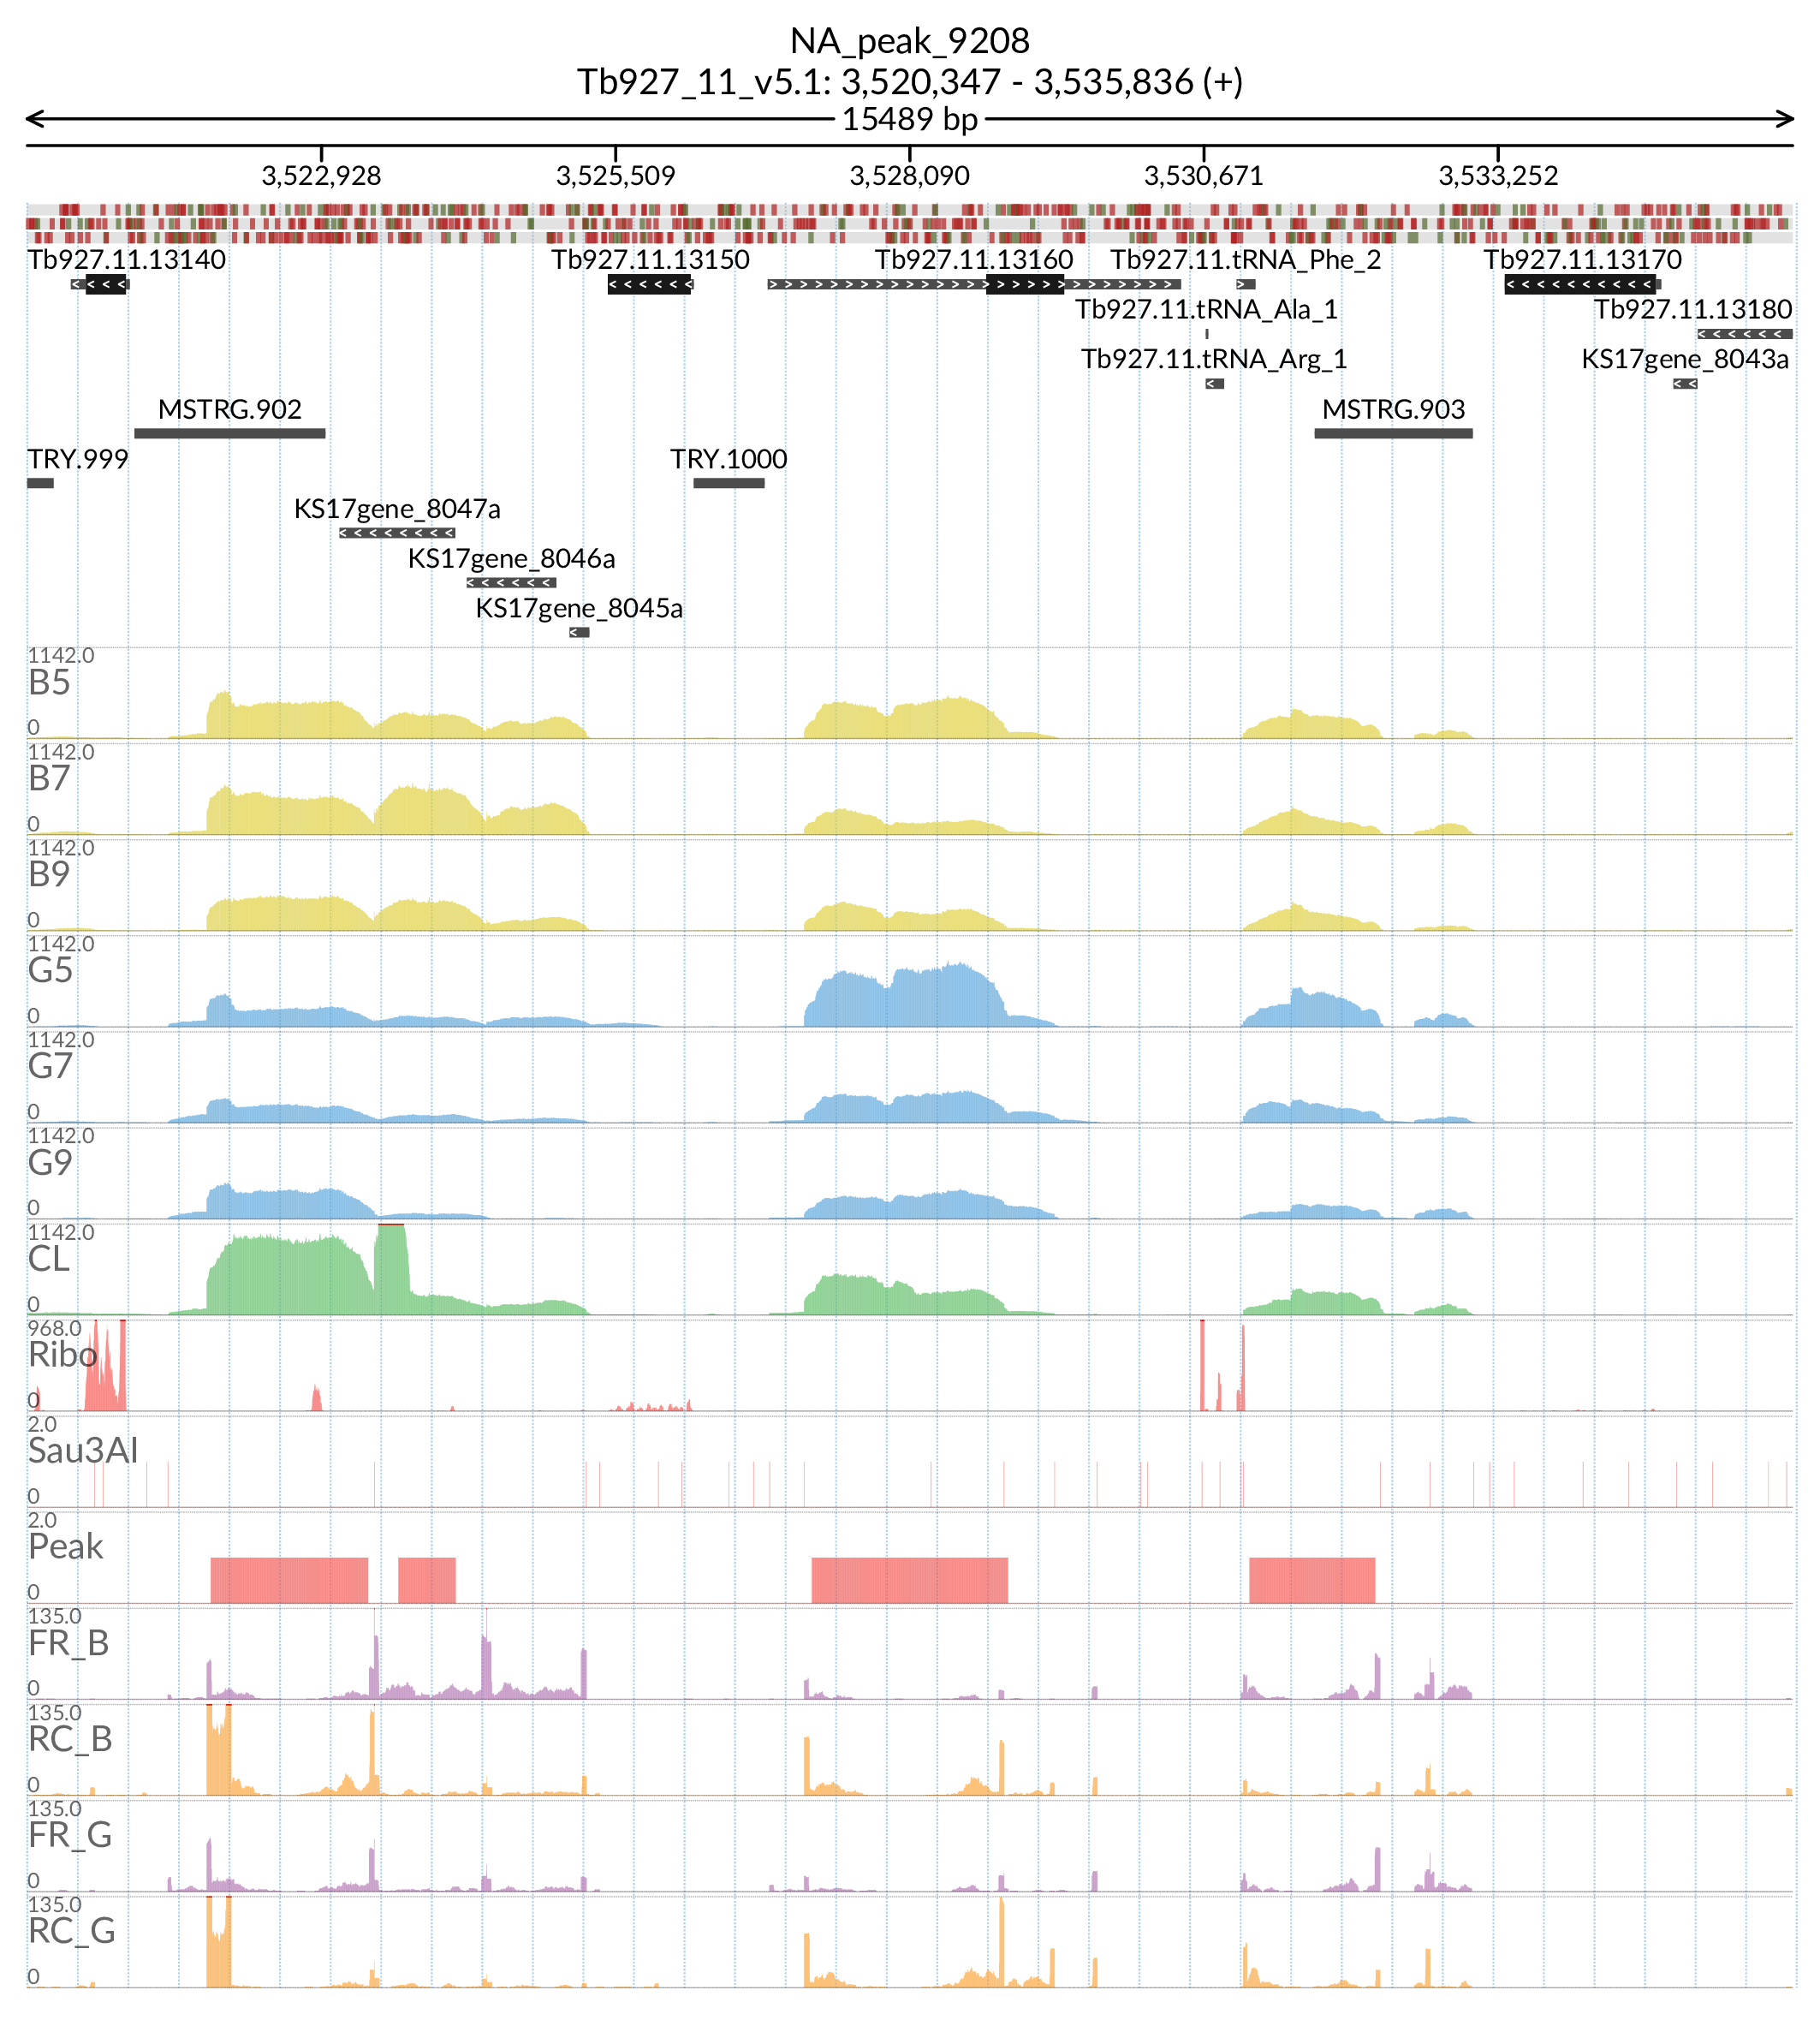 NA_peak_9208
Tb927_11_v5.1: 3,520,347 - 3,535,836 (+)
15489 bp
3,522,928 3,525,509 3,528,090 3,530,671 3,533,252
Tb927.11.13140 Tb927.11.13150 Tb927.11.13160 Tb927.11.tRNA_Phe_2 Tb927.11.13170
Tb927.11.tRNA_Ala_1 Tb927.11.13180
Tb927.11.tRNA_Arg_1 KS17gene_8043a
MSTRG.902 MSTRG.903
TRY.999 TRY.1000
KS17gene_8047a
KS17gene_8046a
KS17gene_8045a
1142.0
B5
0
1142.0
B7
0
1142.0
B9
0
1142.0
G5
0
1142.0
G7
0
1142.0
G9
0
1142.0
CL
0
968.0
Ribo
0
2.0
Sau3AI
0
2.0
Peak
0
135.0
FR_B
0
135.0
RC_B
0
135.0
FR_G
0
135.0
RC_G
0